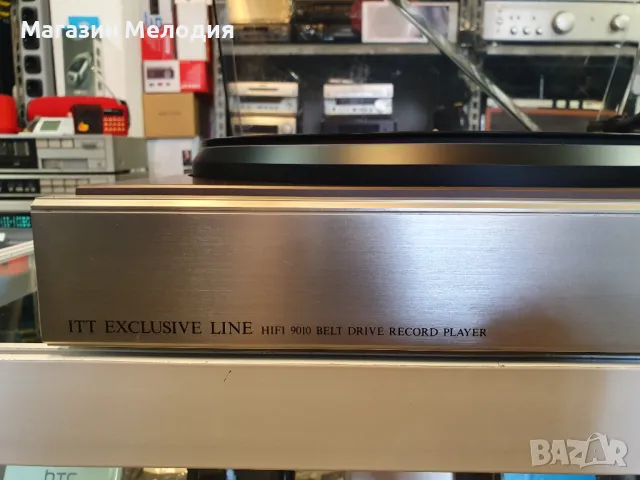 Магазин Мелодия
ITT EXCLUSIVE LINE HIFI 9010 BELT DRIVE RECORD PLAYER
hTC
BAZAR